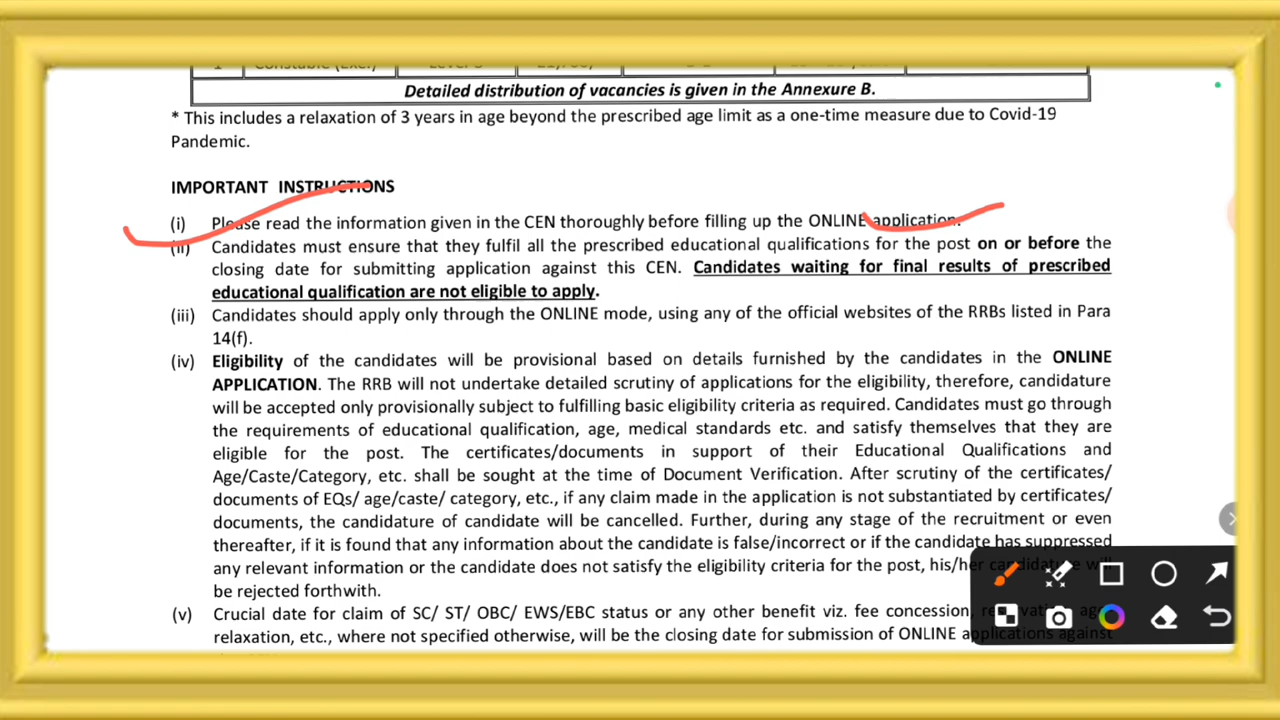 Detailed distribution of vacancies is given in the Annexure B.
* This includes a relaxation of 3 years in age beyond the prescribed age limit as a one-time measure due to Covid-19
Pandemic.
IMPORTANT INSTRUCTIONS
(i) Please read the information given in the CEN thoroughly before filling up the ONLINE application.
(ii) Candidates must ensure that they fulfil all the prescribed educational qualifications for the post on or before the
closing date for submitting application against this CEN. Candidates waiting for final results of prescribed
educational qualification are not eligible to apply.
(iii) Candidates should apply only through the ONLINE mode, using any of the official websites of the RRBs listed in Para
14(f).
(iv) Eligibility of the candidates will be provisional based on details furnished by the candidates in the ONLINE
APPLICATION. The RRB will not undertake detailed scrutiny of applications for the eligibility, therefore, candidature
will be accepted only provisionally subject to fulfilling basic eligibility criteria as required. Candidates must go through
the requirements of educational qualification, age, medical standards etc. and satisfy themselves that they are
eligible for the post. The certificates/documents in support of their Educational Qualifications and
Age/Caste/Category, etc. shall be sought at the time of Document Verification. After scrutiny of the certificates/
documents of EQs/ age/caste/ category, etc., if any claim made in the application is not substantiated by certificates/
documents, the candidature of candidate will be cancelled. Further, during any stage of the recruitment or even
thereafter, if it is found that any information about the candidate is false/incorrect or if the candidate has suppressed
any relevant information or the candidate does not satisfy the eligibility criteria for the post, his/her candidature will
be rejected forthwith.
(v) Crucial date for claim of SC/ ST/ OBC/ EWS/EBC status or any other benefit viz. fee concession,
relaxation, etc., where not specified otherwise, will be the closing date for submission of ONLINE applications against